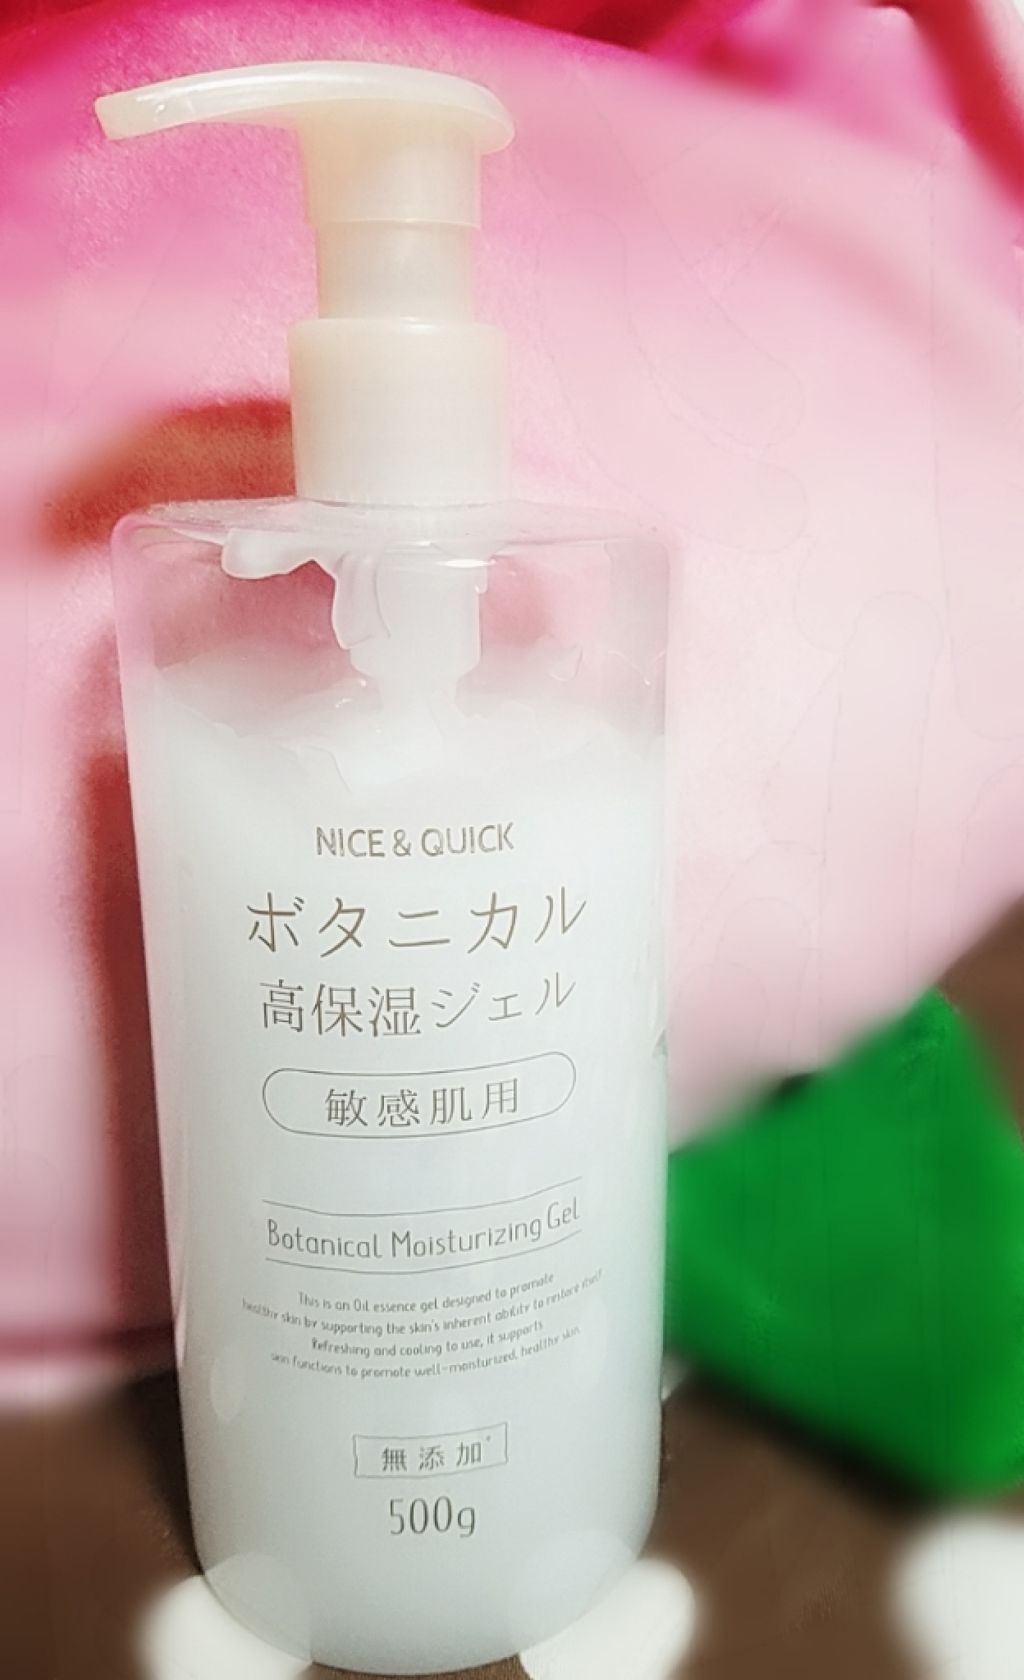 NICE & QUICK
ボタニカル
高保湿ジェル
敏感肌用
Botanical Moisturizing Gel
This is an Oil essence gel designed to promote
healthy skin by supporting the skin's inherent ability to restore itself.
Refreshing and cooling to use, it supports
skin functions to promote well-moisturized, healthy skin
無添加*
500g